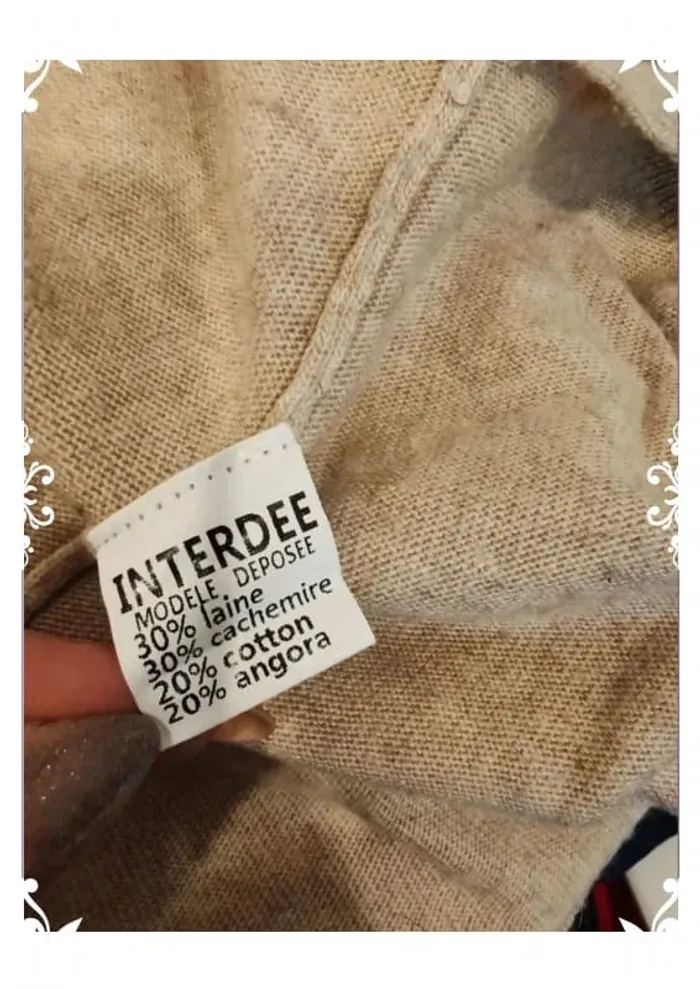 INTERDEE
MODELE DEPOSEE
30% laine
30% cachemire
20% cotton
20% angora